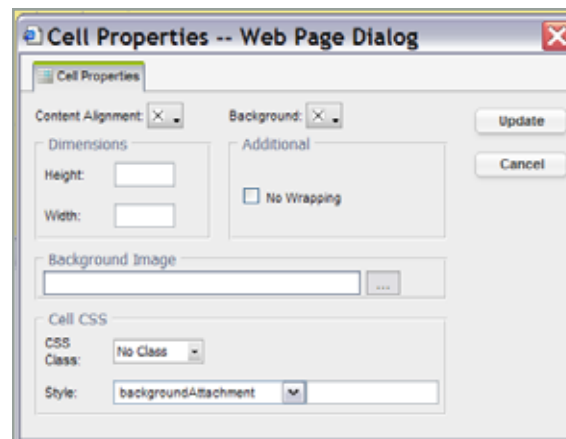 Cell Properties -- Web Page Dialog
Cell Properties
Content Alignment: Background:
Update
Dimensions Additional
Cancel
Height:
No Wrapping
Width:
Background Image
...
Cell CSS
CSS
Class: No Class
Style: backgroundAttachment